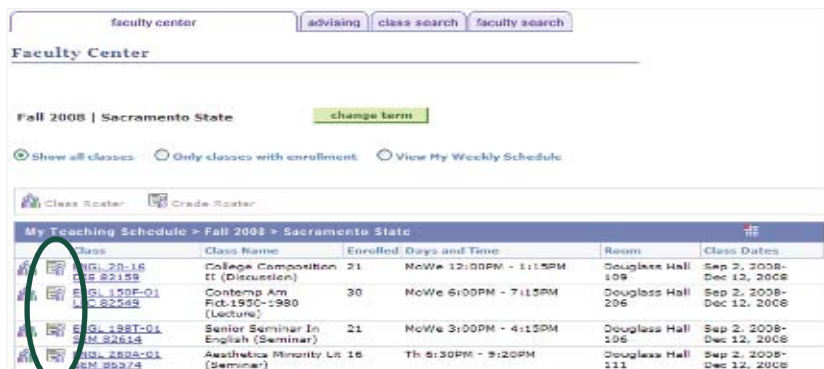 faculty center advising class search faculty search
Faculty Center
Fall 2008 | Sacramento State change term
Show all classes Only classes with enrollment View My Weekly Schedule
Class Roster Grade Roster
My Teaching Schedule > Fall 2008 > Sacramento State
Class Class Name Enrolled Days and Time Room Class Dates
ENGL 20-16 College Composition 21 MoWe 12:00PM - 1:15PM Douglass Hall Sep 2, 2008-
DIS 82159 II (Discussion) 109 Dec 12, 2008
ENGL 150F-01 Contemp Am 30 MoWe 6:00PM - 7:15PM Douglass Hall Sep 2, 2008-
LEC 82549 Fict.1950-1980 206 Dec 12, 2008
(Lecture)
ENGL 198T-01 Senior Seminar In 21 MoWe 3:00PM - 4:15PM Douglass Hall Sep 2, 2008-
SEM 82614 English (Seminar) 106 Dec 12, 2008
ENGL 280A-01 Aesthetics Minority Lit 16 Th 6:30PM - 9:20PM Douglass Hall Sep 2, 2008-
SEM 86574 (Seminar) 111 Dec 12, 2008